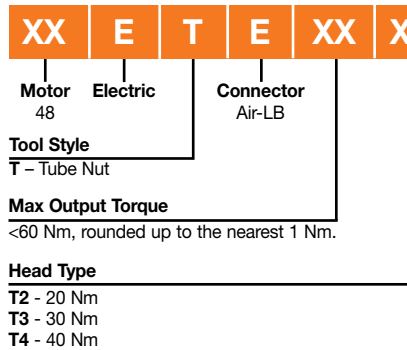 XX E T E XX X
Motor Electric Connector
48 Air-LB
Tool Style
T – Tube Nut
Max Output Torque
<60 Nm, rounded up to the nearest 1 Nm.
Head Type
T2 - 20 Nm
T3 - 30 Nm
T4 - 40 Nm